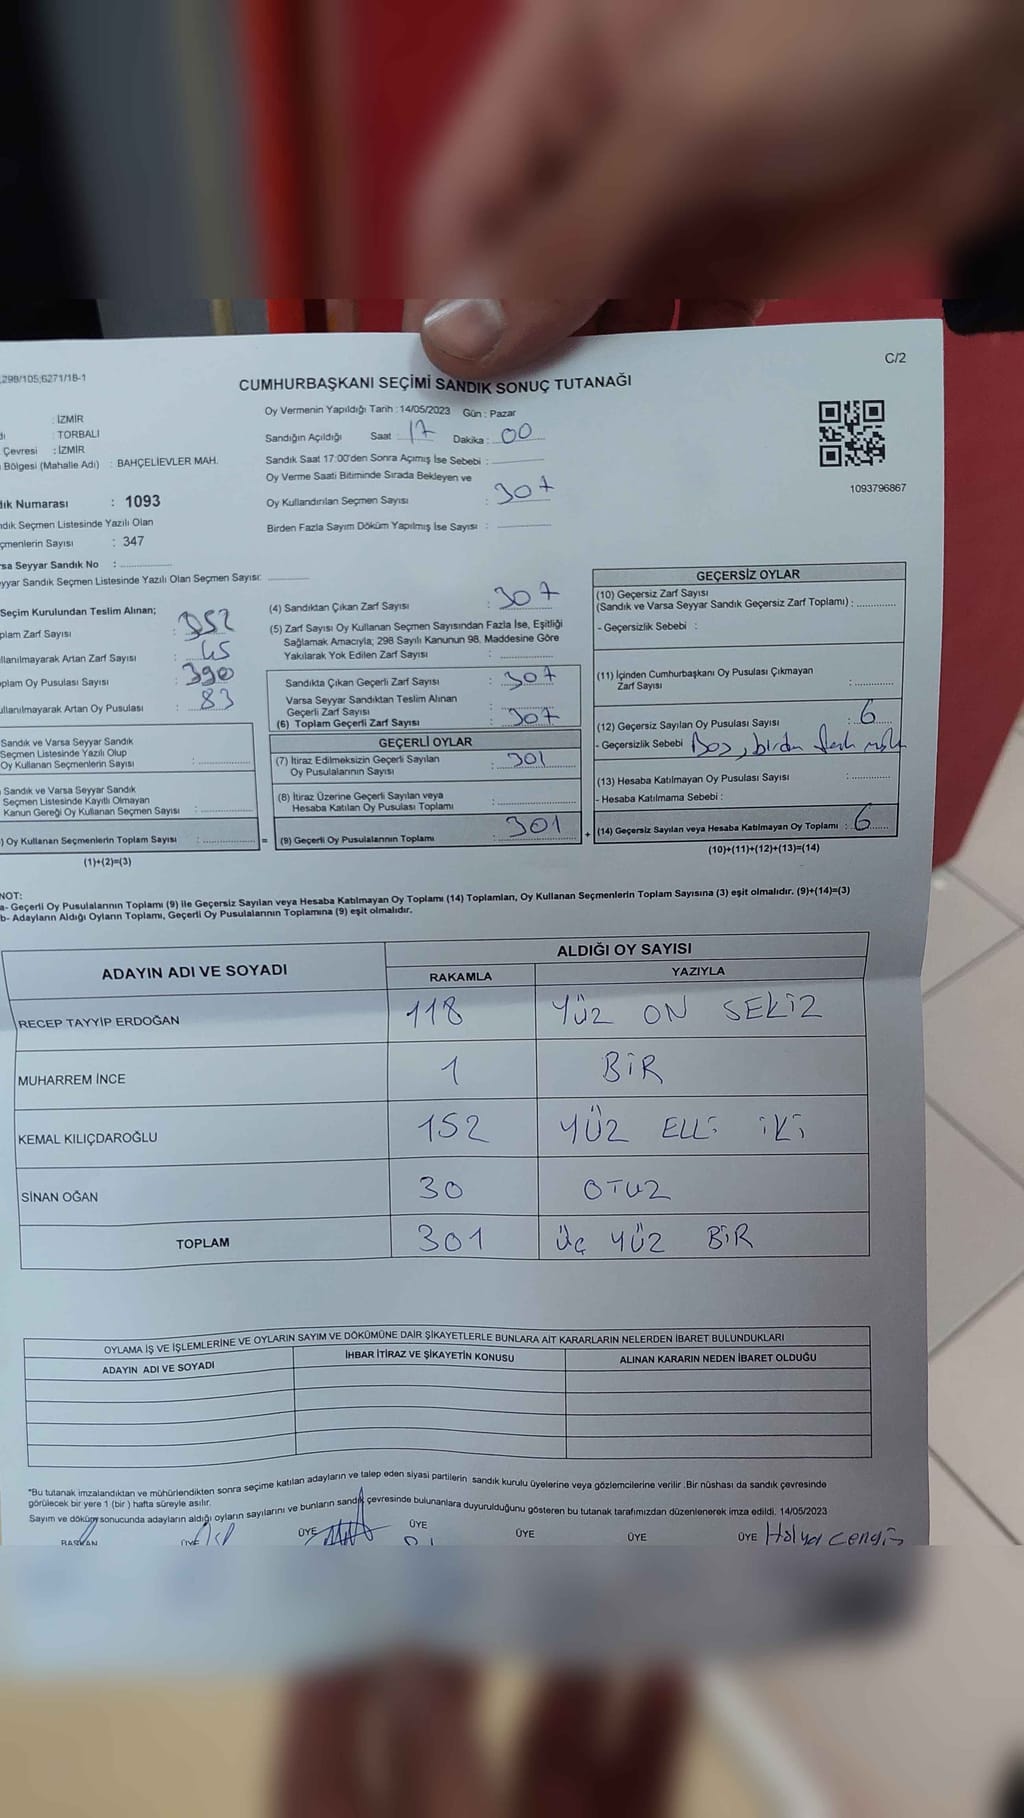 298/105;6271/18-1
C/2
CUMHURBAŞKANI SEÇİMİ SANDIK SONUÇ TUTANAĞI
: İZMİR
: TORBALI
Çevresi : İZMİR
Bölgesi (Mahalle Adı) : BAHÇELİEVLER MAH.
Numarası : 1093
Sandık Seçmen Listesinde Yazılı Olan
Seçmenlerin Sayısı : 347
Varsa Seyyar Sandık No :
Seyyar Sandık Seçmen Listesinde Yazılı Olan Seçmen Sayısı:
Oy Vermenin Yapıldığı Tarih : 14/05/2023 Gün : Pazar
Sandığın Açıldığı Saat : 17 Dakika : 00
Sandık Saat 17:00'den Sonra Açımış İse Sebebi :
Oy Verme Saati Bitiminde Sırada Bekleyen ve
Oy Kullandırılan Seçmen Sayısı : 307
Birden Fazla Sayım Döküm Yapılmış İse Sayısı :
1093796867
Seçim Kurulundan Teslim Alınan;
Zarf Sayısı : 352
Artan Zarf Sayısı : 45
Oy Pusulası Sayısı : 390
Artan Oy Pusulası : 83
Sandık ve Varsa Seyyar Sandık
Seçmen Listesinde Yazılı Olup
Oy Kullanan Seçmenlerin Sayısı :
Sandık ve Varsa Seyyar Sandık
Seçmen Listesinde Kayıtlı Olmayan
Kanun Gereği Oy Kullanan Seçmen Sayısı :
) Oy Kullanan Seçmenlerin Toplam Sayısı : =
(1)+(2)=(3)
(4) Sandıktan Çıkan Zarf Sayısı : 307
(5) Zarf Sayısı Oy Kullanan Seçmen Sayısından Fazla İse, Eşitliği
Sağlamak Amacıyla; 298 Sayılı Kanunun 98. Maddesine Göre
Yakılarak Yok Edilen Zarf Sayısı :
Sandıkta Çıkan Geçerli Zarf Sayısı : 307
Varsa Seyyar Sandıktan Teslim Alınan
Geçerli Zarf Sayısı :
(6) Toplam Geçerli Zarf Sayısı : 307
GEÇERLİ OYLAR
(7) İtiraz Edilmeksizin Geçerli Sayılan
Oy Pusulalarının Sayısı : 301
(8) İtiraz Üzerine Geçerli Sayılan veya
Hesaba Katılan Oy Pusulası Toplamı :
(9) Geçerli Oy Pusulalarının Toplamı : 301 +
GEÇERSİZ OYLAR
(10) Geçersiz Zarf Sayısı
(Sandık ve Varsa Seyyar Sandık Geçersiz Zarf Toplamı) :
- Geçersizlik Sebebi :
(11) İçinden Cumhurbaşkanı Oy Pusulası Çıkmayan
Zarf Sayısı :
(12) Geçersiz Sayılan Oy Pusulası Sayısı : 6
- Geçersizlik Sebebi Boş, birden
(13) Hesaba Katılmayan Oy Pusulası Sayısı :
- Hesaba Katılmama Sebebi :
(14) Geçersiz Sayılan veya Hesaba Katılmayan Oy Toplamı : 6
(10)+(11)+(12)+(13)=(14)
NOT:
a- Geçerli Oy Pusulalarının Toplamı (9) ile Geçersiz Sayılan veya Hesaba Katılmayan Oy Toplamı (14) Toplamları, Oy Kullanan Seçmenlerin Toplam Sayısına (3) eşit olmalıdır. (9)+(14)=(3)
b- Adayların Aldığı Oyların Toplamı, Geçerli Oy Pusulalarının Toplamına (9) eşit olmalıdır.
ADAYIN ADI VE SOYADI
ALDIĞI OY SAYISI
RAKAMLA YAZIYLA
RECEP TAYYİP ERDOĞAN 118 YÜZ ON SEKİZ
MUHARREM İNCE 1 BİR
KEMAL KILIÇDAROĞLU 152 YÜZ ELLİ İKİ
SİNAN OĞAN 30 OTUZ
TOPLAM 301 ÜÇ YÜZ BİR
OYLAMA İŞ VE İŞLEMLERİNE VE OYLARIN SAYIM VE DÖKÜMÜNE DAİR ŞİKAYETLERLE BUNLARA AİT KARARLARIN NELERDEN İBARET BULUNDUKLARI
ADAYIN ADI VE SOYADI İHBAR İTİRAZ VE ŞİKAYETİN KONUSU ALINAN KARARIN NEDEN İBARET OLDUĞU
*Bu tutanak imzalandıktan ve mühürlendikten sonra seçime katılan adayların ve talep eden siyasi partilerin sandık kurulu üyelerine veya gözlemcilerine verilir .Bir nüshası da sandık çevresinde
görülecek bir yere 1 (bir ) hafta süreyle asılır.
Sayım ve döküm sonucunda adayların aldığı oyların sayılarını ve bunların sandık çevresinde bulunanlara duyurulduğunu gösteren bu tutanak tarafımızdan düzenlenerek imza edildi. 14/05/2023
BAŞKAN ÜYE ÜYE ÜYE ÜYE ÜYE ÜYE Hülya Cengiz